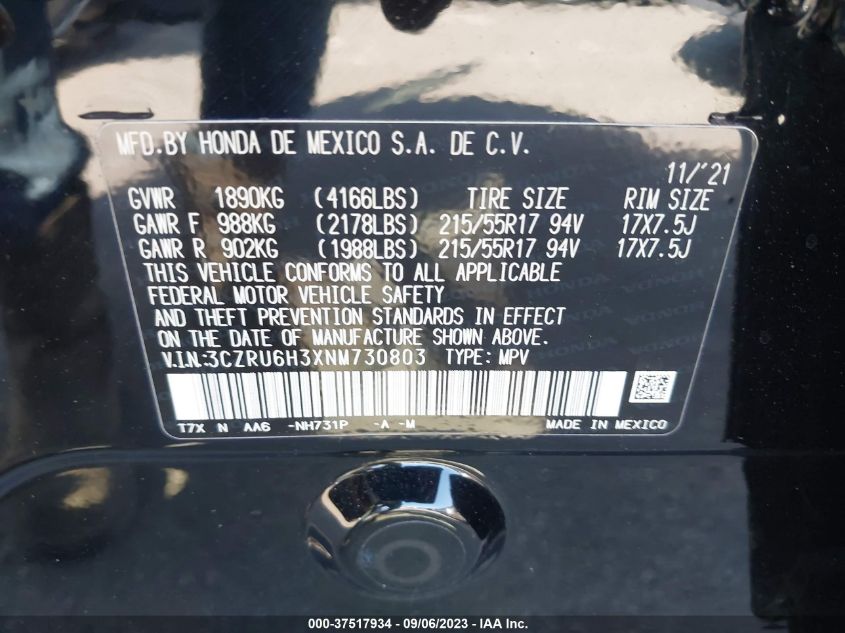 MFD.BY HONDA DE MEXICO S.A. DE C.V.
11/'21
GVWR 1890KG (4166LBS) TIRE SIZE RIM SIZE
GAWR F 988KG (2178LBS) 215/55R17 94V 17X7.5J
GAWR R 902KG (1988LBS) 215/55R17 94V 17X7.5J
THIS VEHICLE CONFORMS TO ALL APPLICABLE
FEDERAL MOTOR VEHICLE SAFETY
AND THEFT PREVENTION STANDARDS IN EFFECT
ON THE DATE OF MANUFACTURE SHOWN ABOVE.
V.I.N.:3CZRU6H3XNM730803 TYPE: MPV
T7X N AA6 -NH731P -A -M MADE IN MEXICO
000-37517934 - 09/06/2023 - IAA Inc.